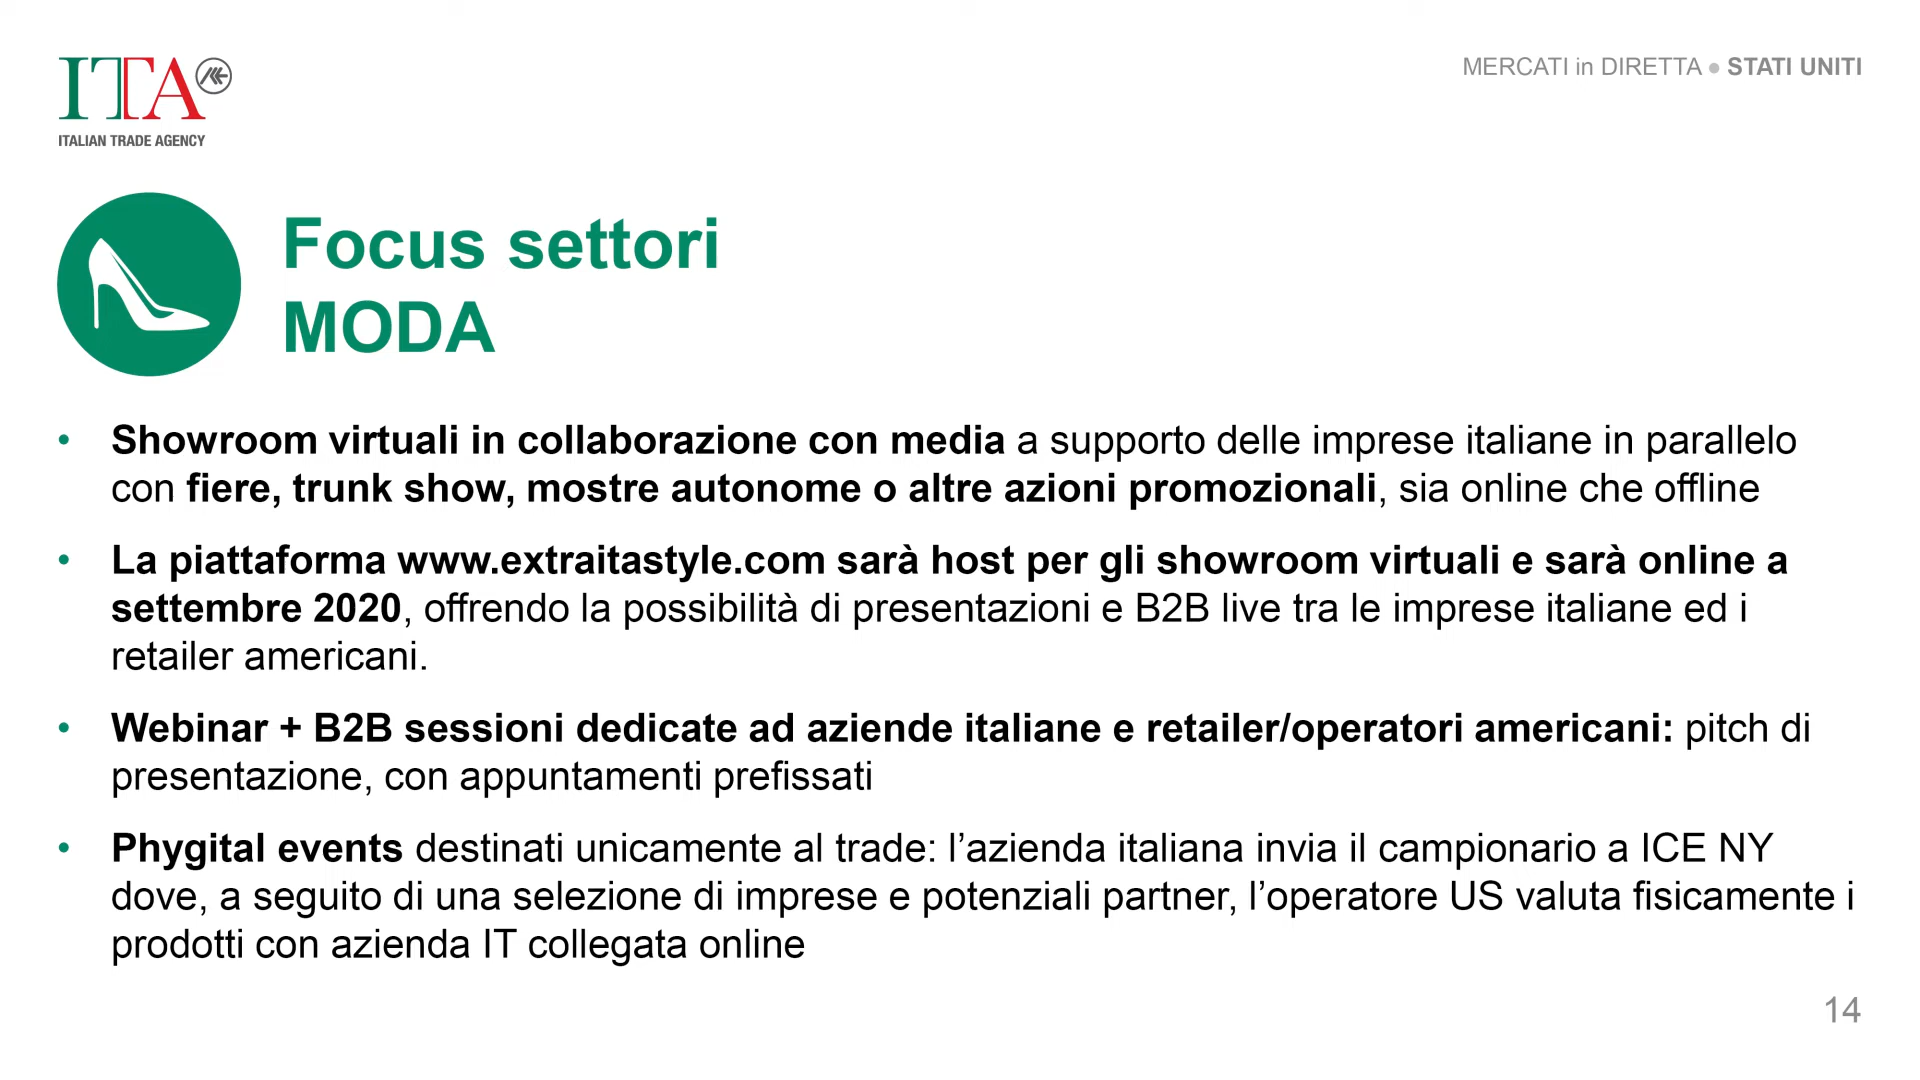 ITA
ITALIAN TRADE AGENCY
MERCATI in DIRETTA ● STATI UNITI
Focus settori
MODA
• Showroom virtuali in collaborazione con media a supporto delle imprese italiane in parallelo
con fiere, trunk show, mostre autonome o altre azioni promozionali, sia online che offline
• La piattaforma www.extraitastyle.com sarà host per gli showroom virtuali e sarà online a
settembre 2020, offrendo la possibilità di presentazioni e B2B live tra le imprese italiane ed i
retailer americani.
• Webinar + B2B sessioni dedicate ad aziende italiane e retailer/operatori americani: pitch di
presentazione, con appuntamenti prefissati
• Phygital events destinati unicamente al trade: l’azienda italiana invia il campionario a ICE NY
dove, a seguito di una selezione di imprese e potenziali partner, l’operatore US valuta fisicamente i
prodotti con azienda IT collegata online
14